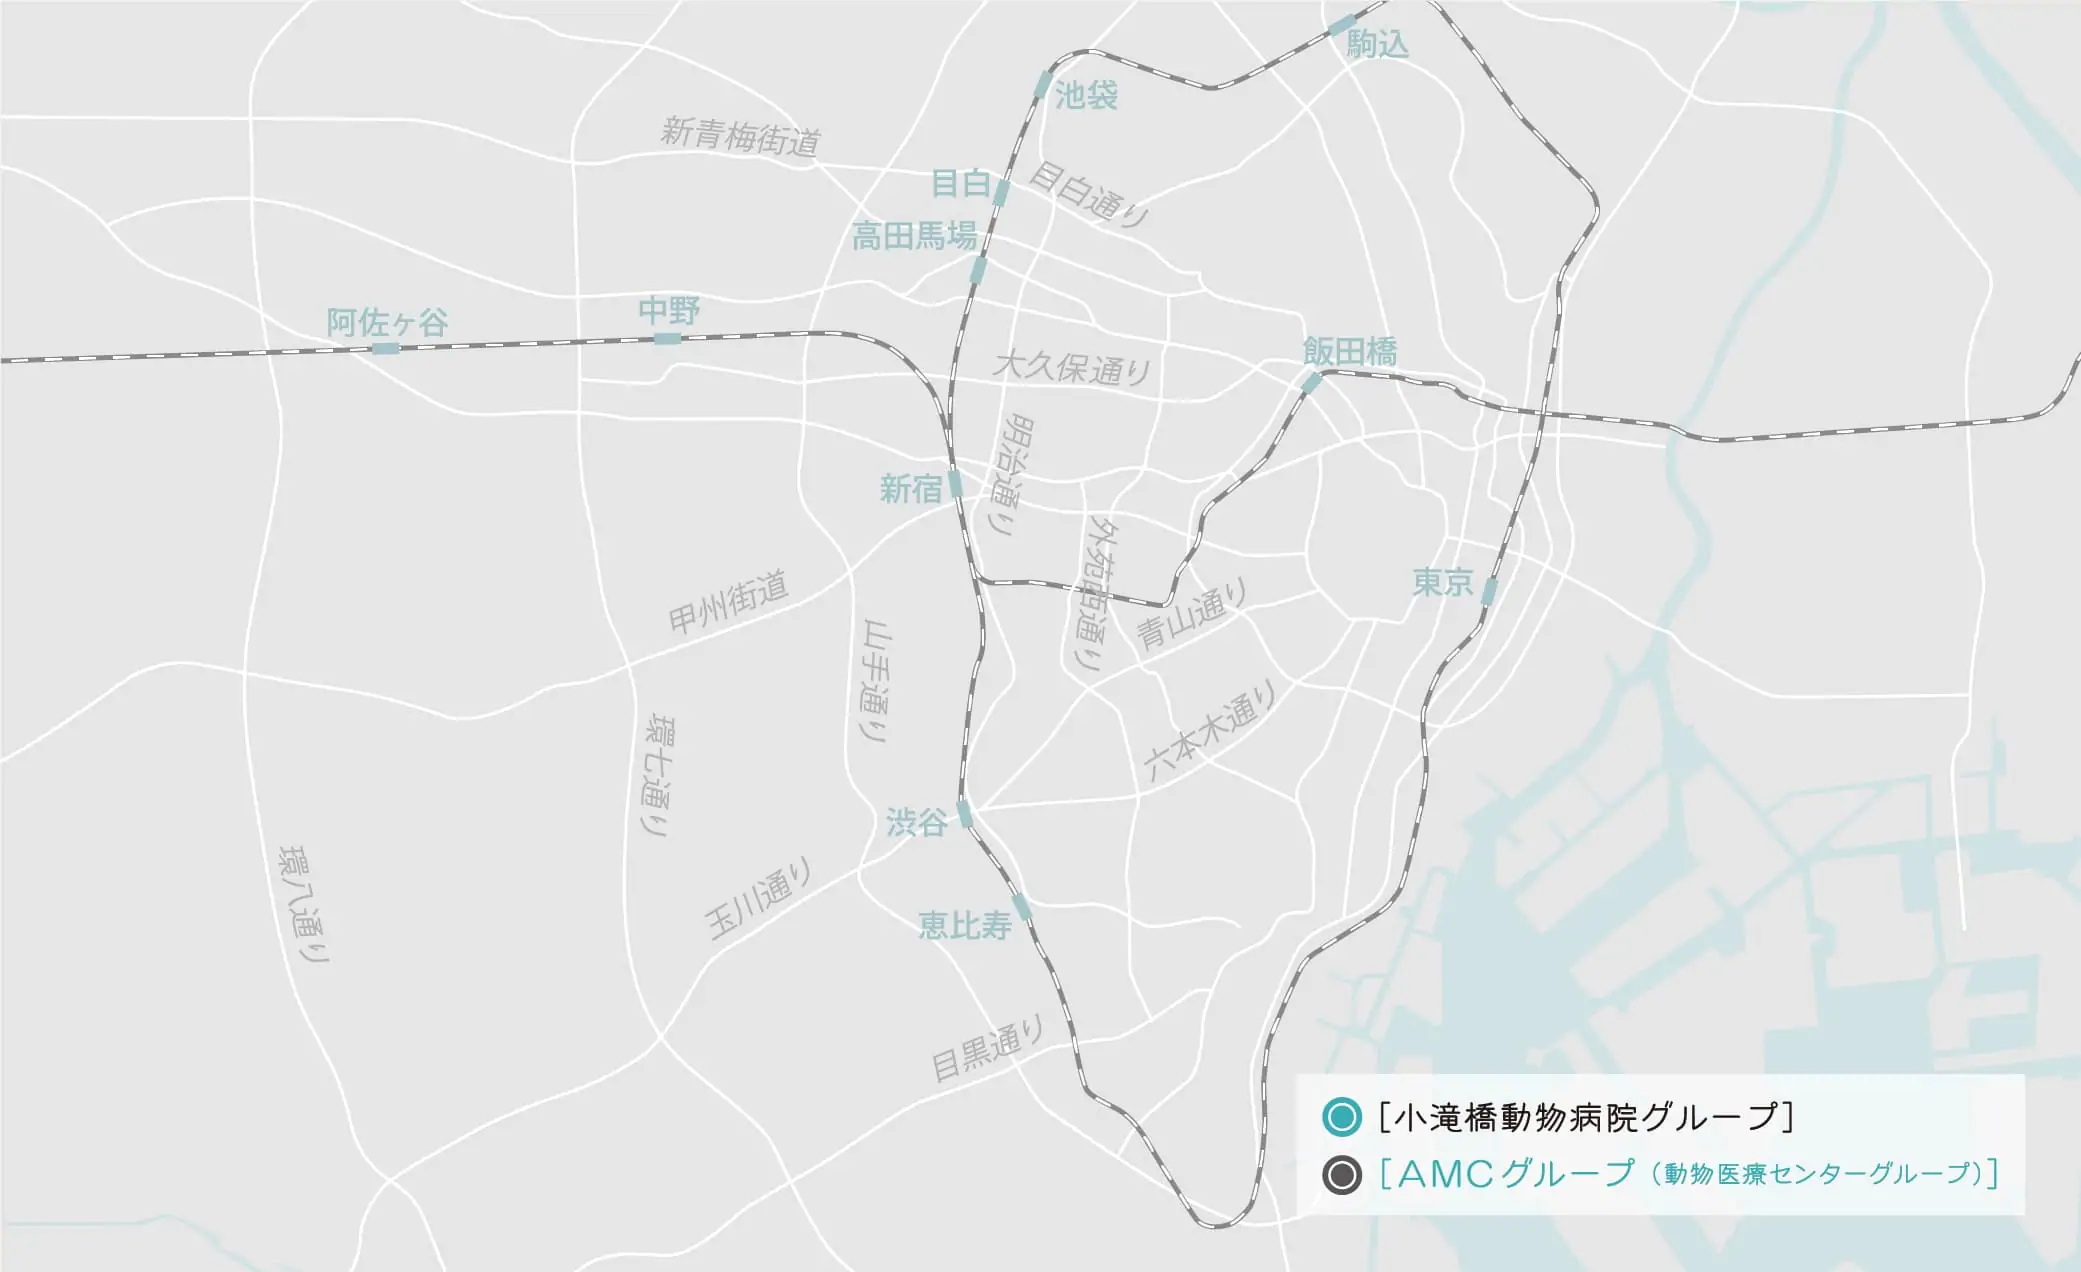 駒込
池袋
新青梅街道
目白
目白通り
高田馬場
阿佐ヶ谷
中野
飯田橋
大久保通り
明治通り
新宿
外苑西通り
東京
甲州街道
青山通り
山手通り
六本木通り
環七通り
渋谷
環八通り
玉川通り
恵比寿
目黒通り
[小滝橋動物病院グループ]
[AMCグループ（動物医療センターグループ）]